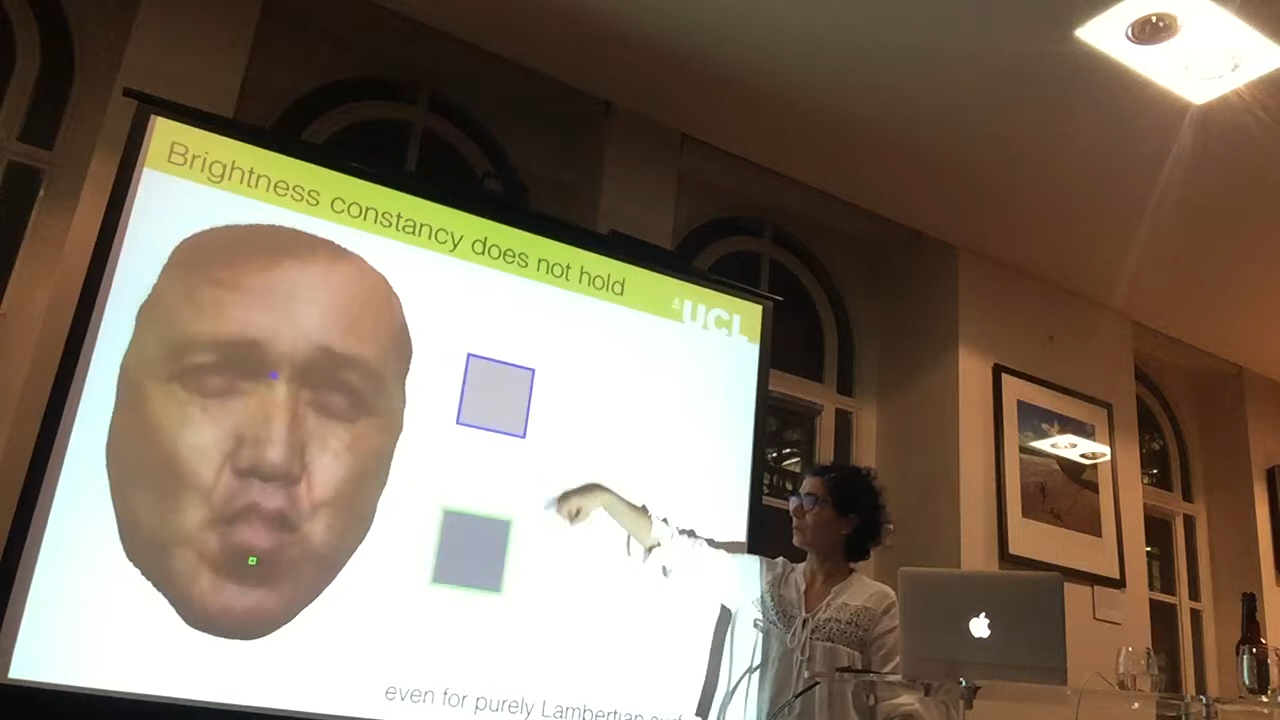 Brightness constancy does not hold
UCL
even for purely Lambertian